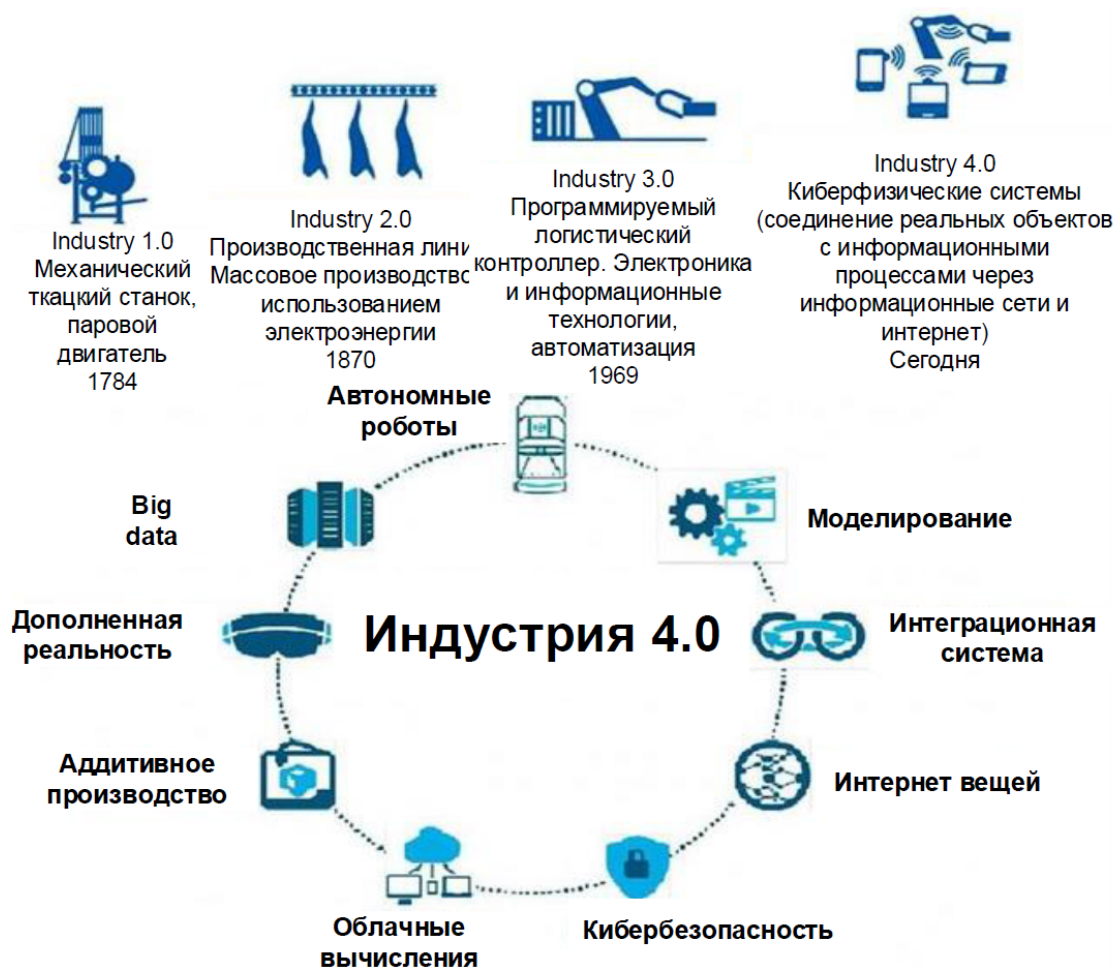 Industry 1.0
Механический
ткацкий станок,
паровой
двигатель
1784
Industry 2.0
Производственная лини
Массовое производство
использованием
электроэнергии
1870
Industry 3.0
Программируемый
логистический
контроллер. Электроника
и информационные
технологии,
автоматизация
1969
Industry 4.0
Киберфизические системы
(соединение реальных объектов
с информационными
процессами через
информационные сети и
интернет)
Сегодня
Автономные
роботы
Big
data
Моделирование
Дополненная
реальность
Индустрия 4.0
Интеграционная
система
Аддитивное
производство
Интернет вещей
Облачные
вычисления
Кибербезопасность